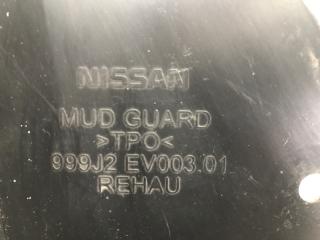 NISSAN
MUD GUARD
>TPO<
999J2 EV003.01
REHAU